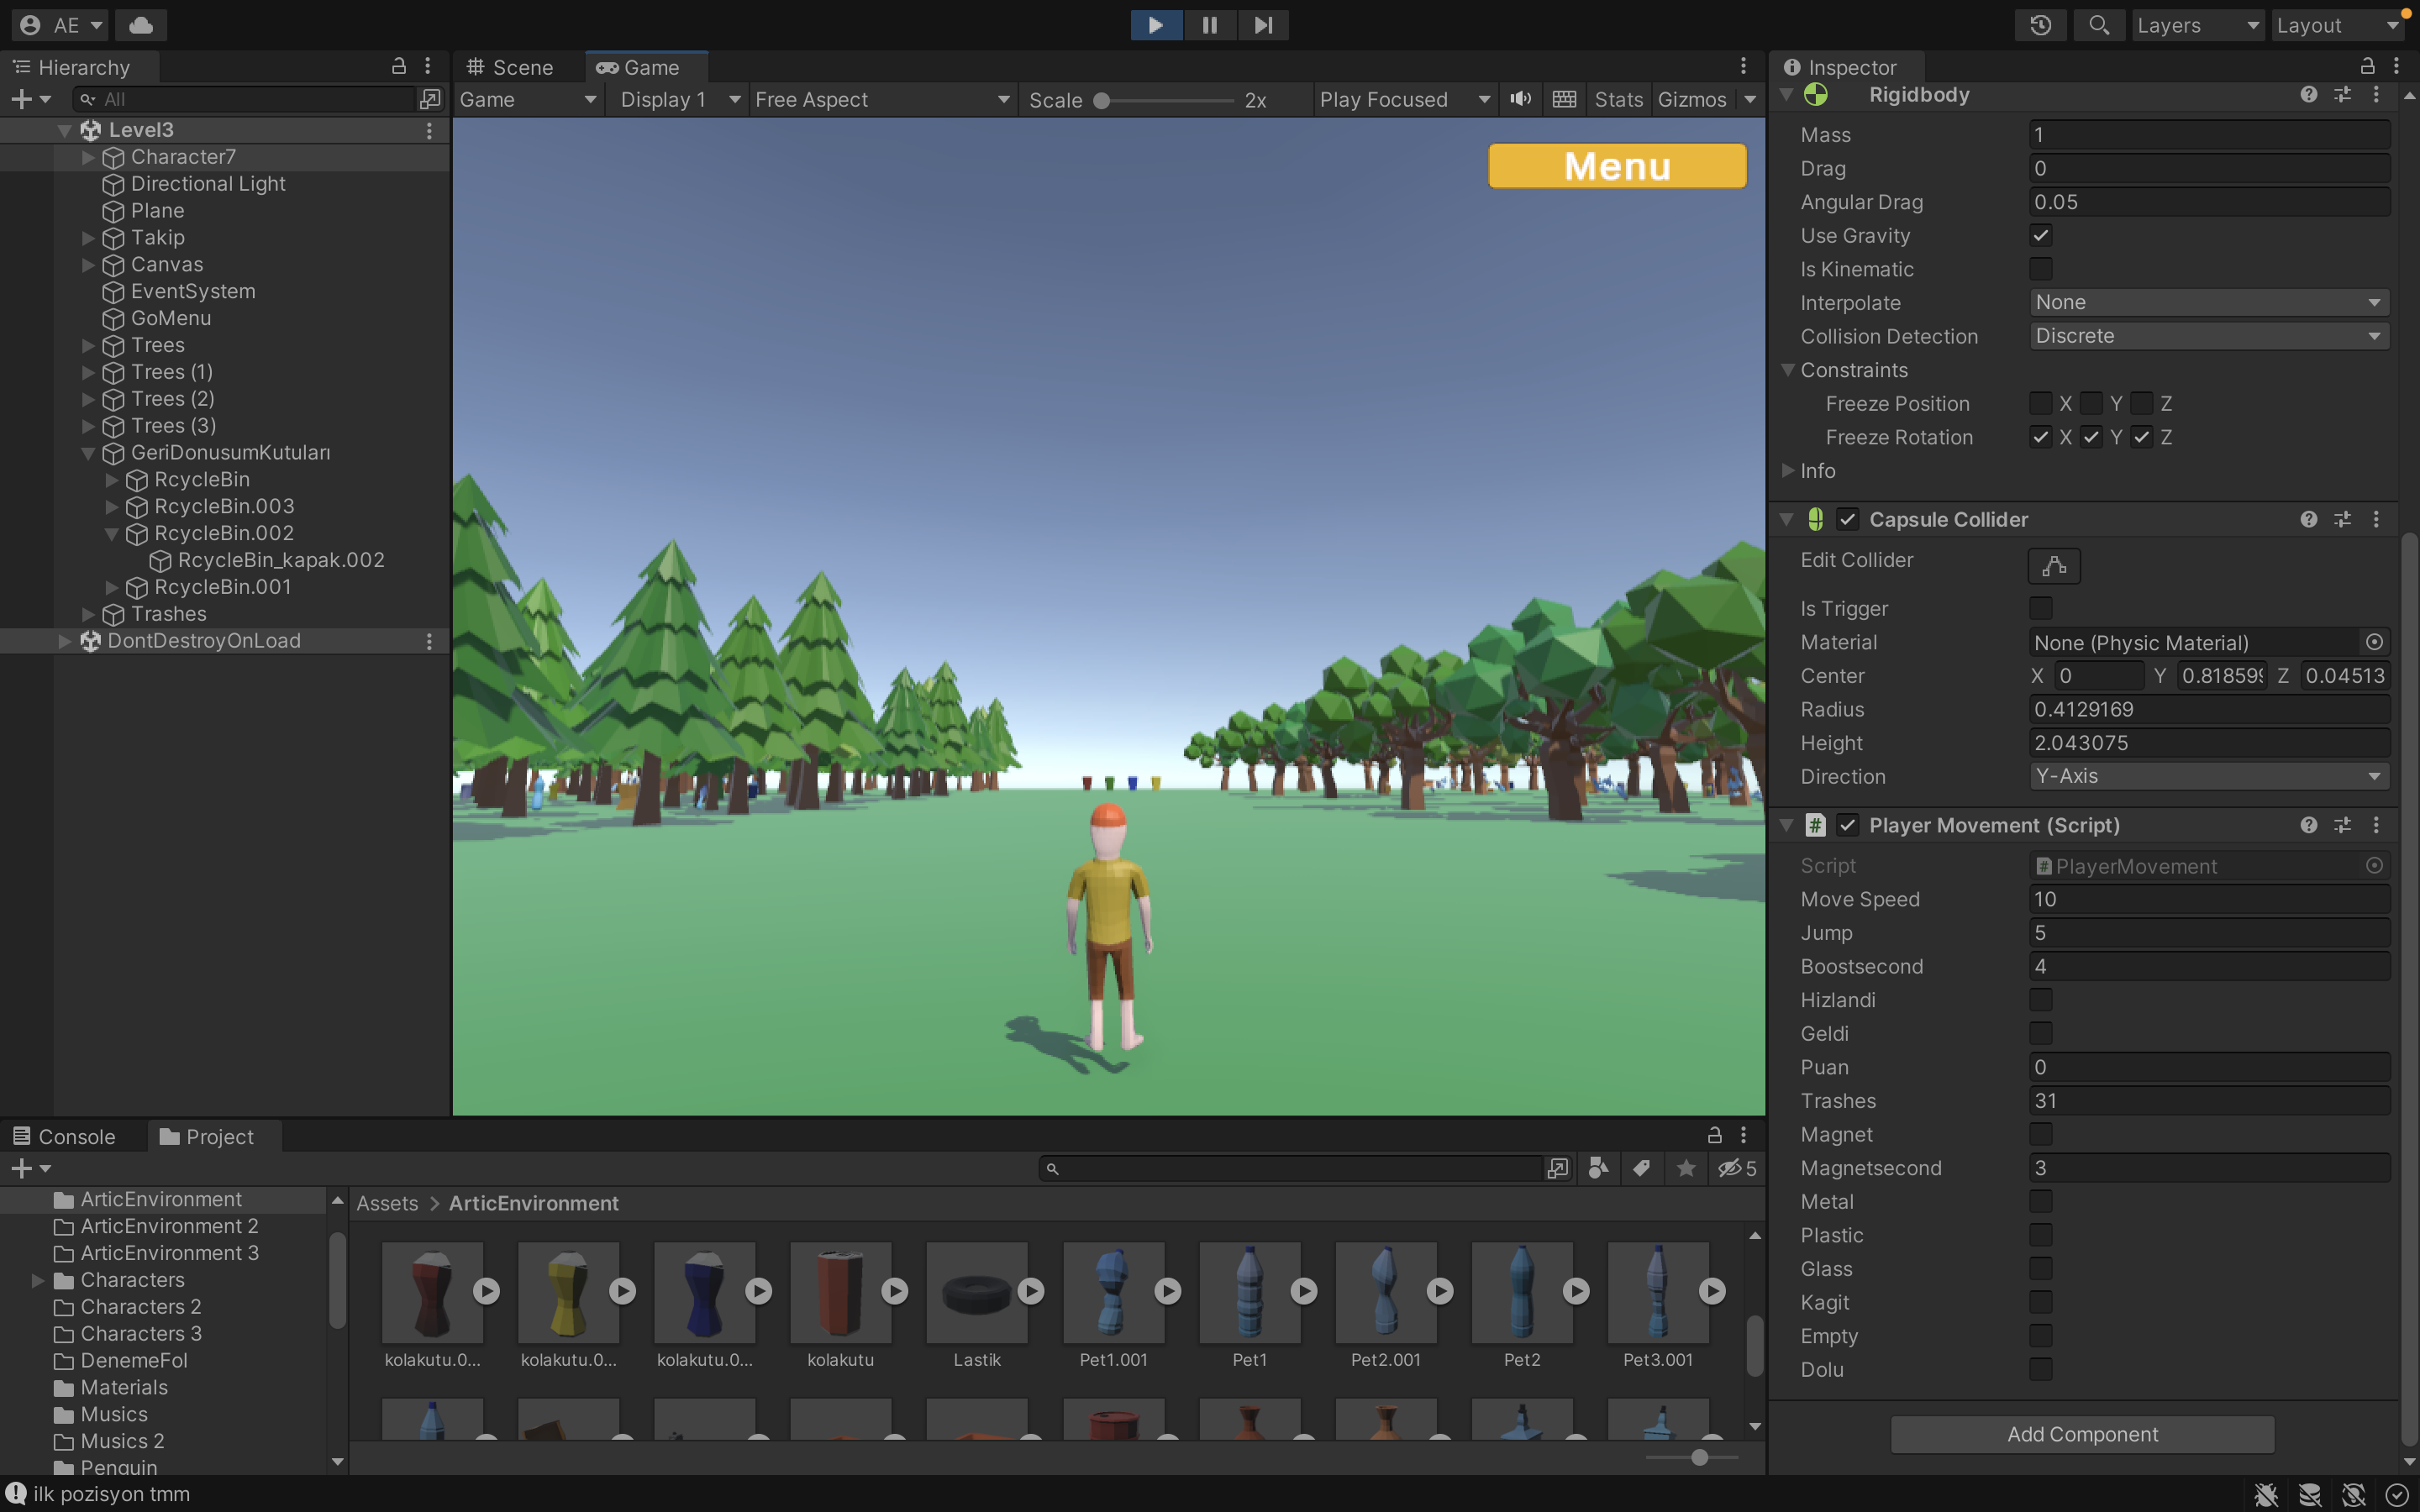 AE
Layers
Layout
Hierarchy
All
Level3
Character7
Directional Light
Plane
Takip
Canvas
EventSystem
GoMenu
Trees
Trees (1)
Trees (2)
Trees (3)
GeriDonusumKutuları
RcycleBin
RcycleBin.003
RcycleBin.002
RcycleBin_kapak.002
RcycleBin.001
Trashes
DontDestroyOnLoad
Scene
Game
Game Display 1 Free Aspect Scale 2x Play Focused Stats Gizmos
Menu
Inspector
Rigidbody
Mass 1
Drag 0
Angular Drag 0.05
Use Gravity
Is Kinematic
Interpolate None
Collision Detection Discrete
Constraints
Freeze Position X Y Z
Freeze Rotation X Y Z
Info
Capsule Collider
Edit Collider
Is Trigger
Material None (Physic Material)
Center X 0 Y 0.81859 Z 0.04513
Radius 0.4129169
Height 2.043075
Direction Y-Axis
Player Movement (Script)
Script PlayerMovement
Move Speed 10
Jump 5
Boostsecond 4
Hizlandi
Geldi
Puan 0
Trashes 31
Magnet
Magnetsecond 3
Metal
Plastic
Glass
Kagit
Empty
Dolu
Add Component
Console
Project
5
ArticEnvironment
ArticEnvironment 2
ArticEnvironment 3
Characters
Characters 2
Characters 3
DenemeFol
Materials
Musics
Musics 2
Penguin
Assets > ArticEnvironment
kolakutu.0... kolakutu.0... kolakutu.0... kolakutu Lastik Pet1.001 Pet1 Pet2.001 Pet2 Pet3.001
ilk pozisyon tmm